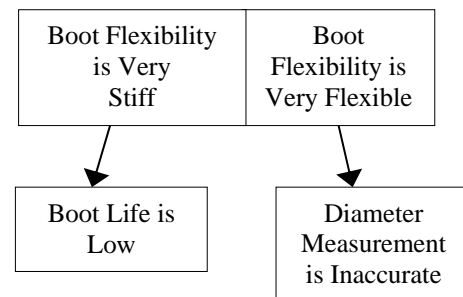 Boot Flexibility
is Very
Stiff
Boot
Flexibility is
Very Flexible
Boot Life is
Low
Diameter
Measurement
is Inaccurate